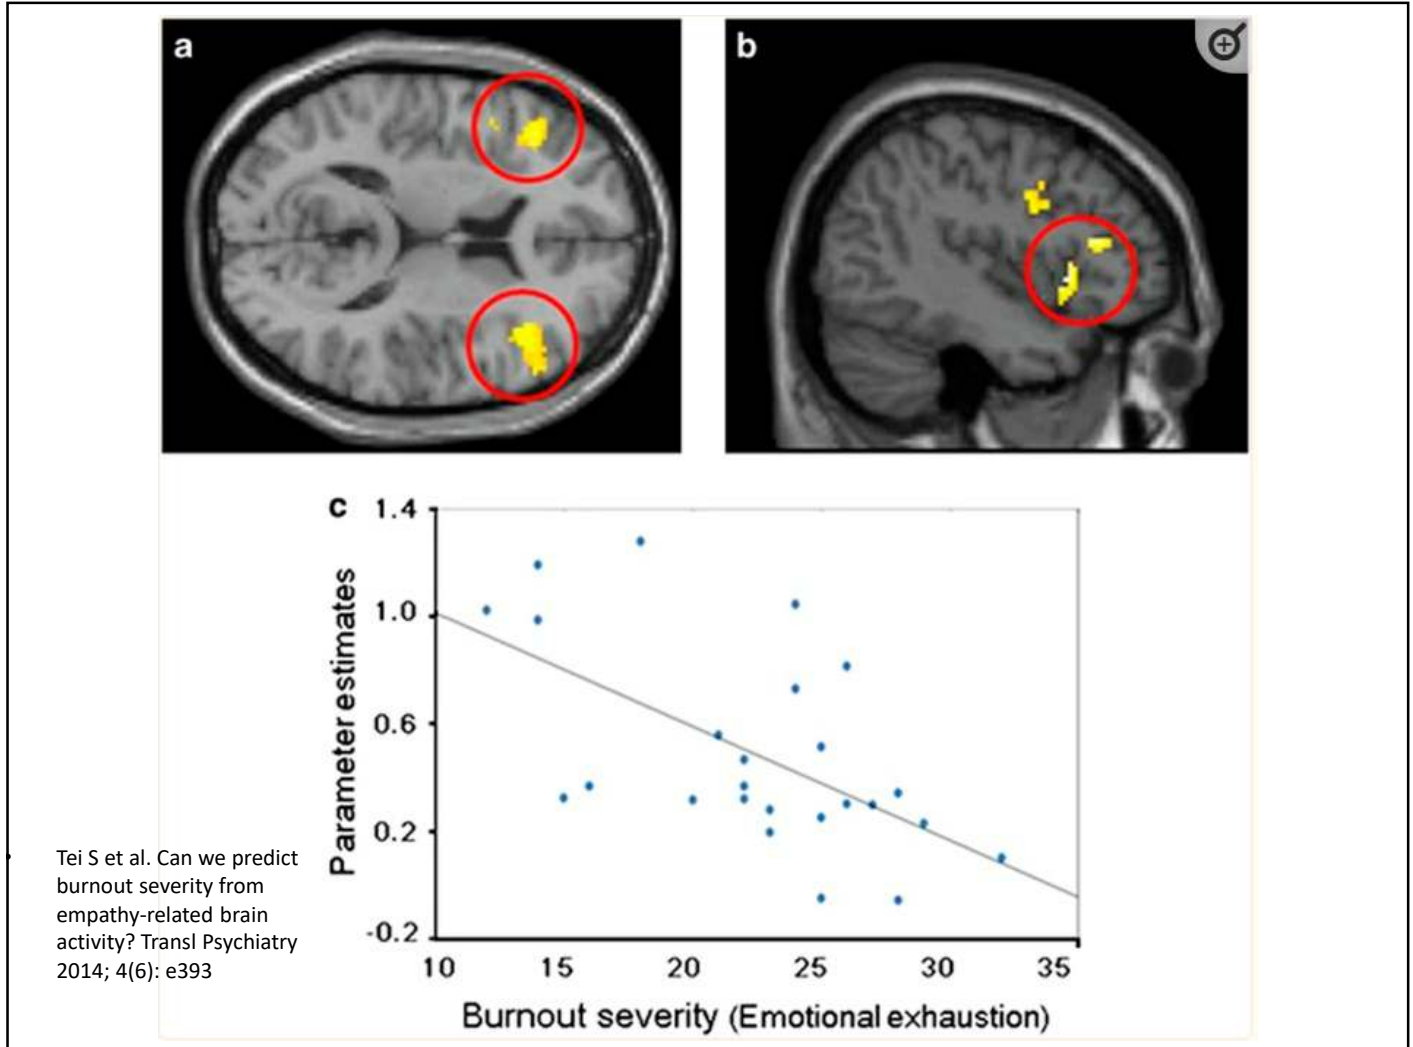 a
b
c
1.4
1.0
0.6
0.2
-0.2
Parameter estimates
10 15 20 25 30 35
Burnout severity (Emotional exhaustion)
• Tei S et al. Can we predict
burnout severity from
empathy-related brain
activity? Transl Psychiatry
2014; 4(6): e393